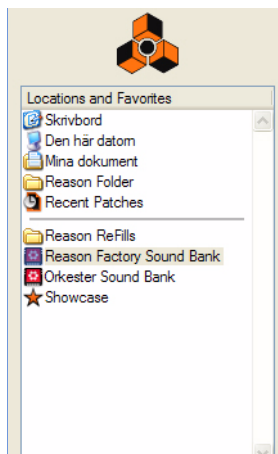 Locations and Favorites
Skrivbord
Den här datorn
Mina dokument
Reason Folder
Recent Patches
Reason ReFills
Reason Factory Sound Bank
Orkester Sound Bank
Showcase